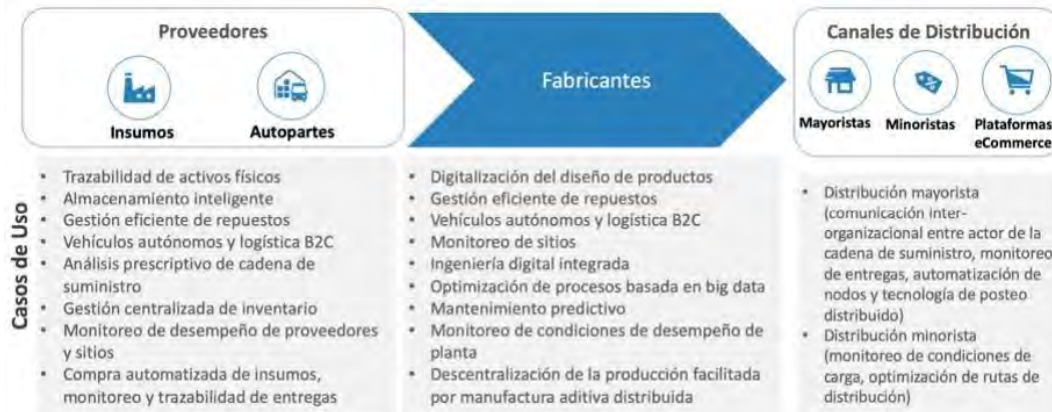 Proveedores
Insumos
Autopartes
Fabricantes
Canales de Distribución
Mayoristas
Minoristas
Plataformas
eCommerce
Casos de Uso
• Trazabilidad de activos físicos
• Almacenamiento inteligente
• Gestión eficiente de repuestos
• Vehículos autónomos y logística B2C
• Análisis prescriptivo de cadena de
suministro
• Gestión centralizada de inventario
• Monitoreo de desempeño de proveedores
y sitios
• Compra automatizada de insumos,
monitoreo y trazabilidad de entregas
• Digitalización del diseño de productos
• Gestión eficiente de repuestos
• Vehículos autónomos y logística B2C
• Monitoreo de sitios
• Ingeniería digital integrada
• Optimización de procesos basada en big data
• Mantenimiento predictivo
• Monitoreo de condiciones de desempeño de
planta
• Descentralización de la producción facilitada
por manufactura aditiva distribuida
• Distribución mayorista
(comunicación inter-
organizacional entre actor de la
cadena de suministro, monitoreo
de entregas, automatización de
nodos y tecnología de posteo
distribuido)
• Distribución minorista
(monitoreo de condiciones de
carga, optimización de rutas de
distribución)